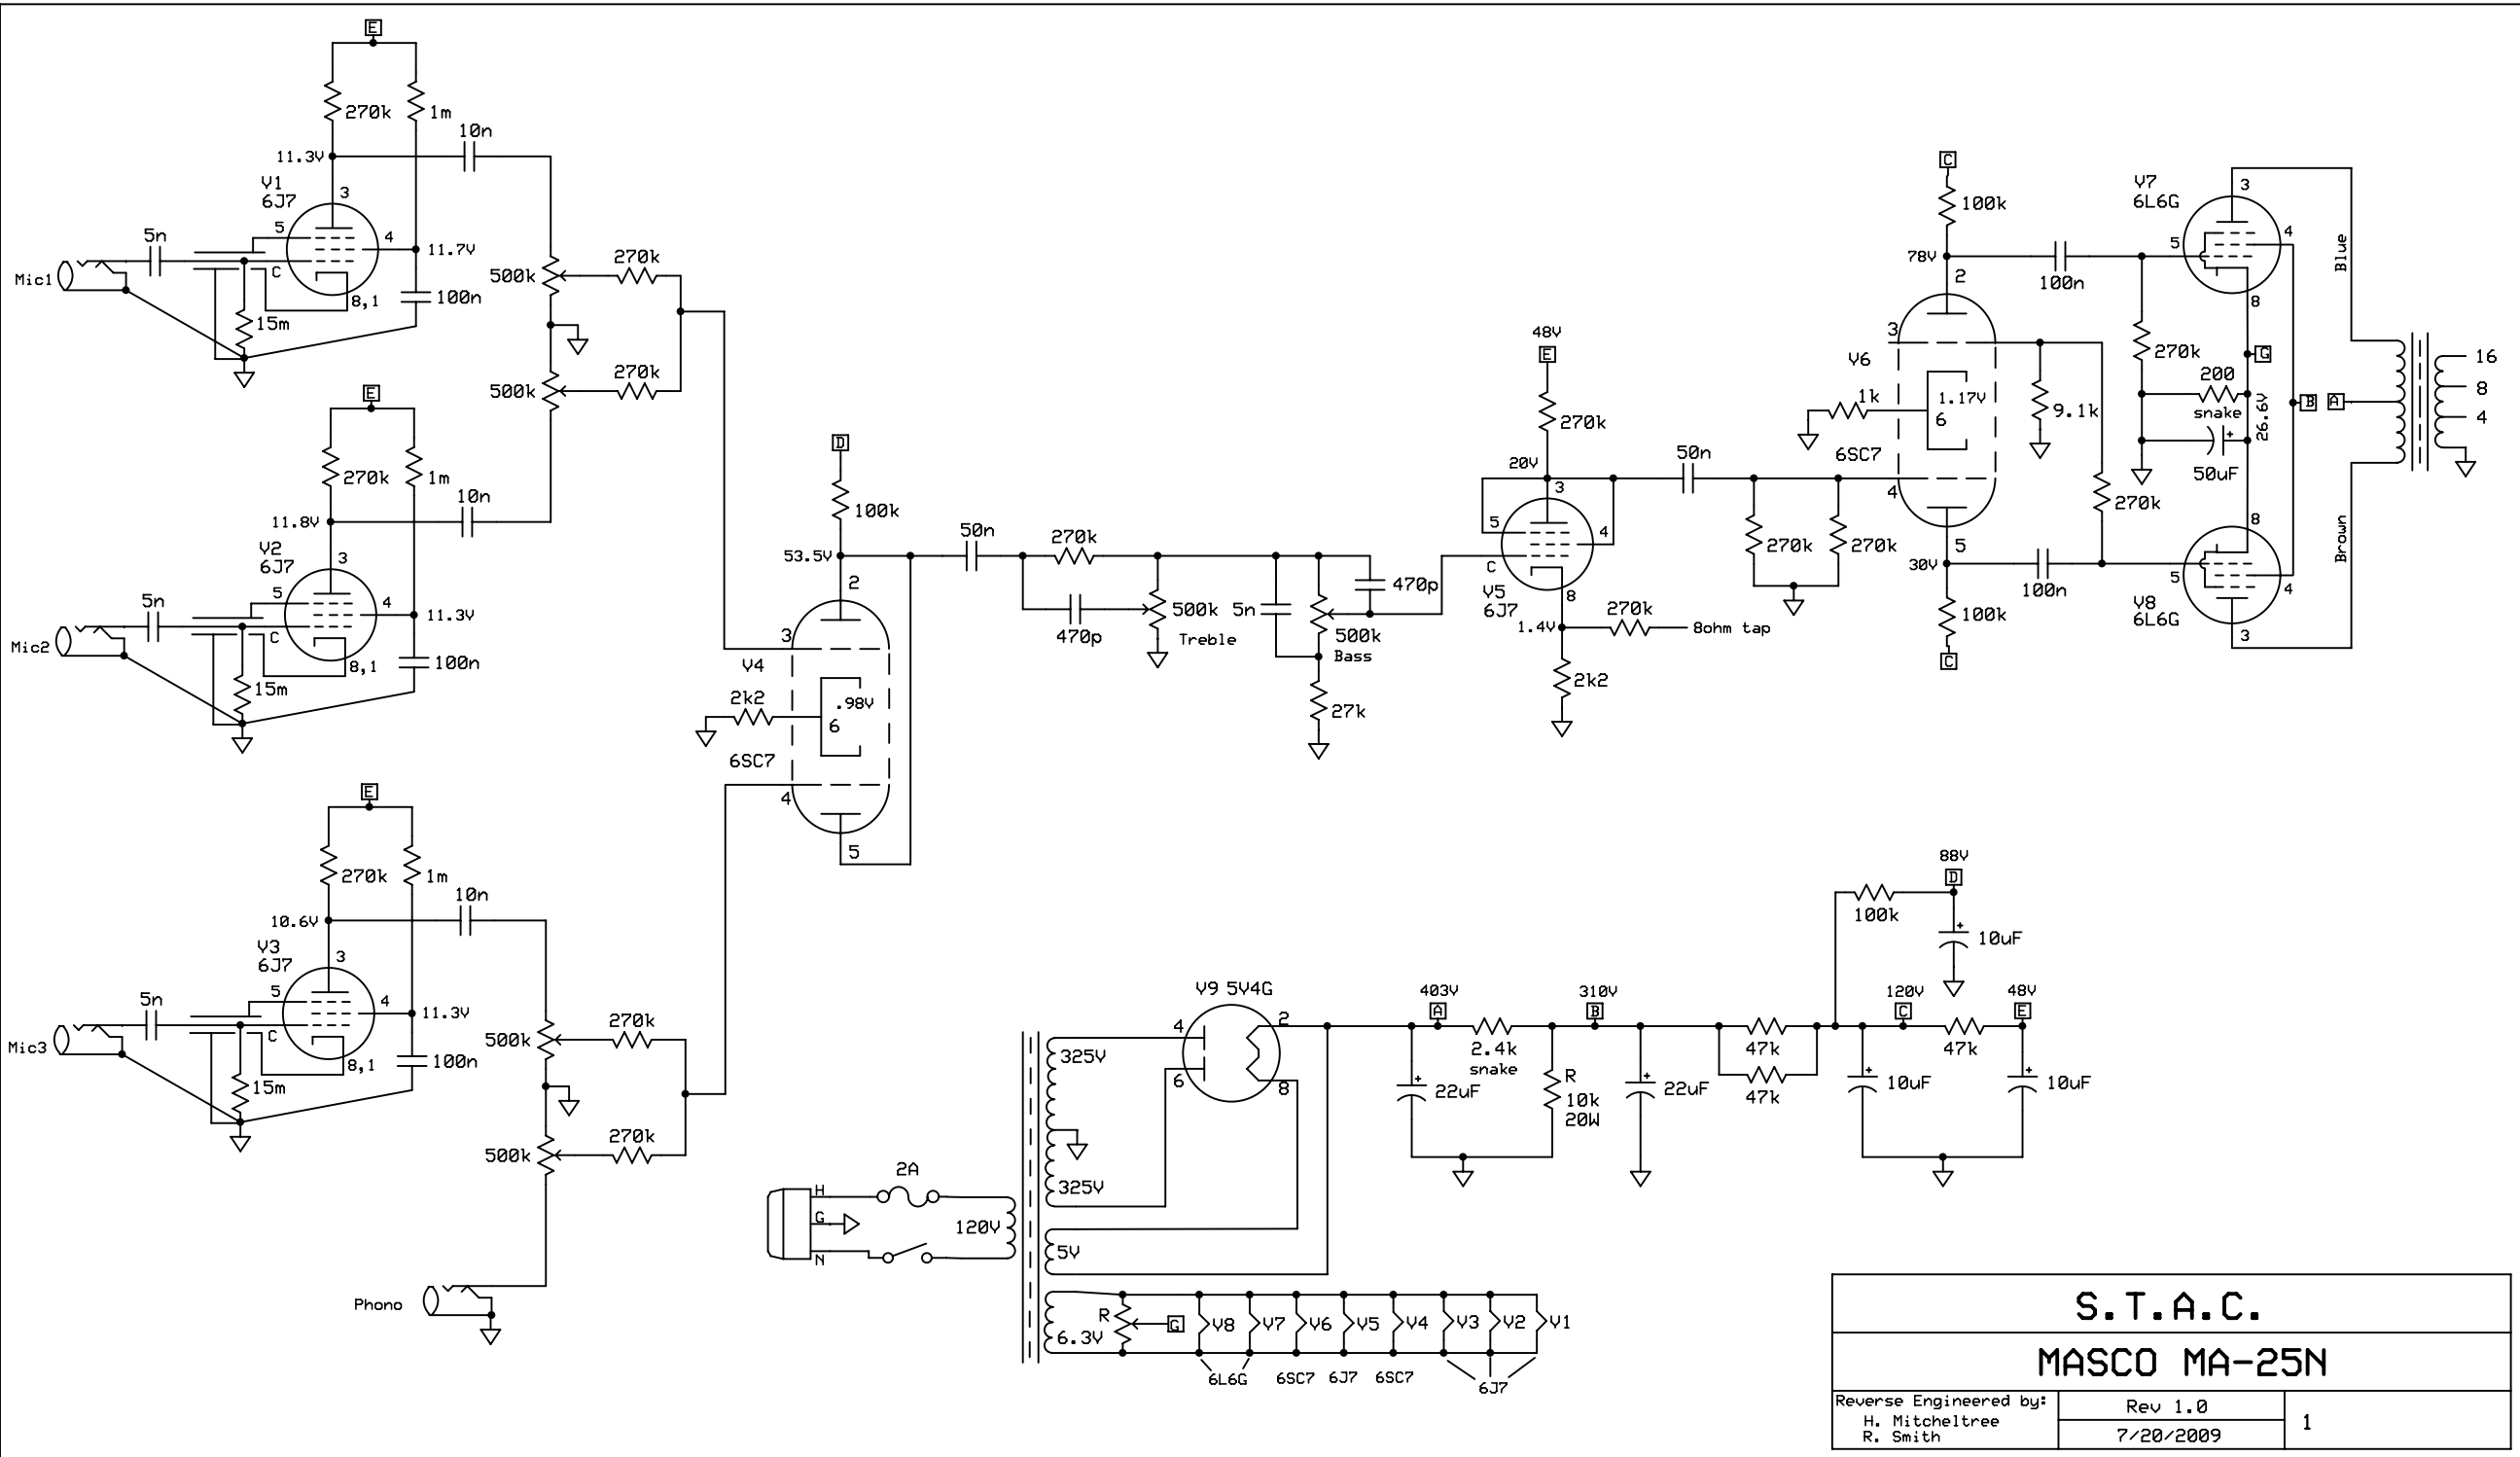 E
270k
1m
10n
11.3V
V1
6J7
3
5
4
11.7V
5n
C
Mic1
8,1
100n
15m
500k
270k
E
270k
1m
10n
500k
270k
11.8V
V2
6J7
3
5
4
11.3V
5n
C
Mic2
8,1
100n
15m
E
270k
1m
10n
10.6V
V3
6J7
3
5
4
11.3V
5n
C
Mic3
8,1
100n
15m
500k
270k
500k
270k
Phono
D
100k
53.5V
2
3
V4
2k2
.98V
6
6SC7
4
5
50n
270k
470p
500k
Treble
5n
500k
Bass
470p
27k
48V
E
270k
20V
3
5
4
C
V5
6J7
8
1.4V
270k
8ohm tap
2k2
50n
270k
270k
C
100k
78V
2
3
V6
1k
1.17V
6
6SC7
4
5
30V
100k
C
9.1k
270k
100n
100n
V7
6L6G
3
5
4
8
270k
G
200
snake
26.6V
50uF
B
A
Blue
Brown
16
8
4
8
5
4
V8
6L6G
3
2A
H
G
N
120V
325V
325V
5V
6.3V
V9 5V4G
4
6
2
8
403V
A
2.4k
snake
22uF
R
10k
20W
310V
B
22uF
47k
47k
100k
88V
D
10uF
120V
C
10uF
47k
48V
E
10uF
R
G
V8
V7
V6
V5
V4
V3
V2
V1
6L6G
6SC7
6J7
6SC7
6J7
S.T.A.C.
MASCO MA-25N
Reverse Engineered by:
H. Mitcheltree
R. Smith
Rev 1.0
7/20/2009
1